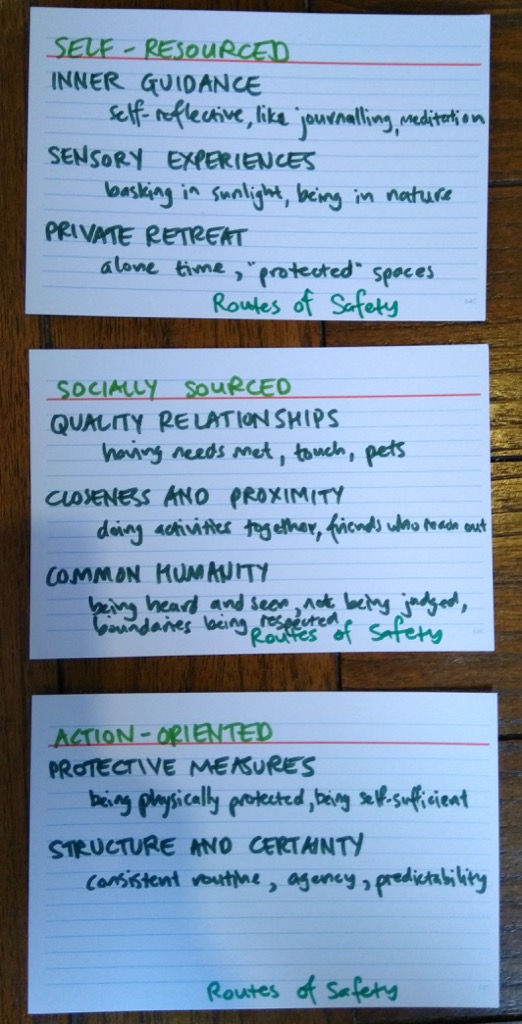 SELF-RESOURCED
INNER GUIDANCE
self-reflective, like journalling, meditation
SENSORY EXPERIENCES
basking in sunlight, being in nature
PRIVATE RETREAT
alone time, "protected" spaces
Routes of Safety
SOCIALLY SOURCED
QUALITY RELATIONSHIPS
having needs met, touch, pets
CLOSENESS AND PROXIMITY
doing activities together, friends who reach out
COMMON HUMANITY
being heard and seen, not being judged,
boundaries being respected
Routes of Safety
ACTION-ORIENTED
PROTECTIVE MEASURES
being physically protected, being self-sufficient
STRUCTURE AND CERTAINTY
consistent routine, agency, predictability
Routes of Safety